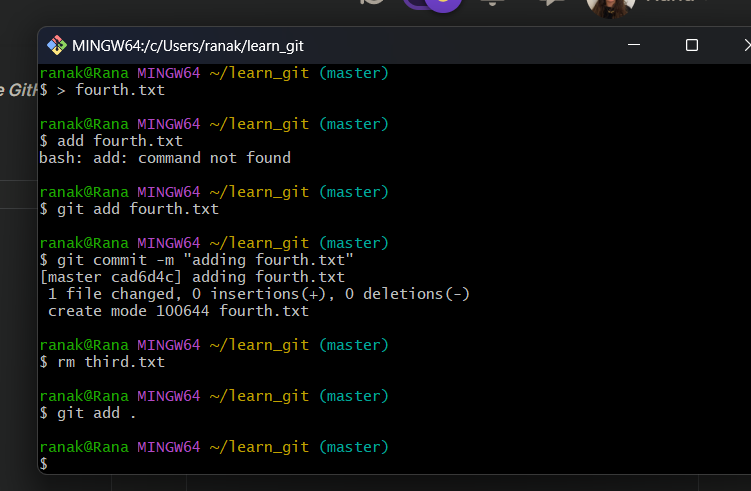 MINGW64:/c/Users/ranak/learn_git
ranak@Rana MINGW64 ~/learn_git (master)
$ > fourth.txt
ranak@Rana MINGW64 ~/learn_git (master)
$ add fourth.txt
bash: add: command not found
ranak@Rana MINGW64 ~/learn_git (master)
$ git add fourth.txt
ranak@Rana MINGW64 ~/learn_git (master)
$ git commit -m "adding fourth.txt"
[master cad6d4c] adding fourth.txt
 1 file changed, 0 insertions(+), 0 deletions(-)
 create mode 100644 fourth.txt
ranak@Rana MINGW64 ~/learn_git (master)
$ rm third.txt
ranak@Rana MINGW64 ~/learn_git (master)
$ git add .
ranak@Rana MINGW64 ~/learn_git (master)
$